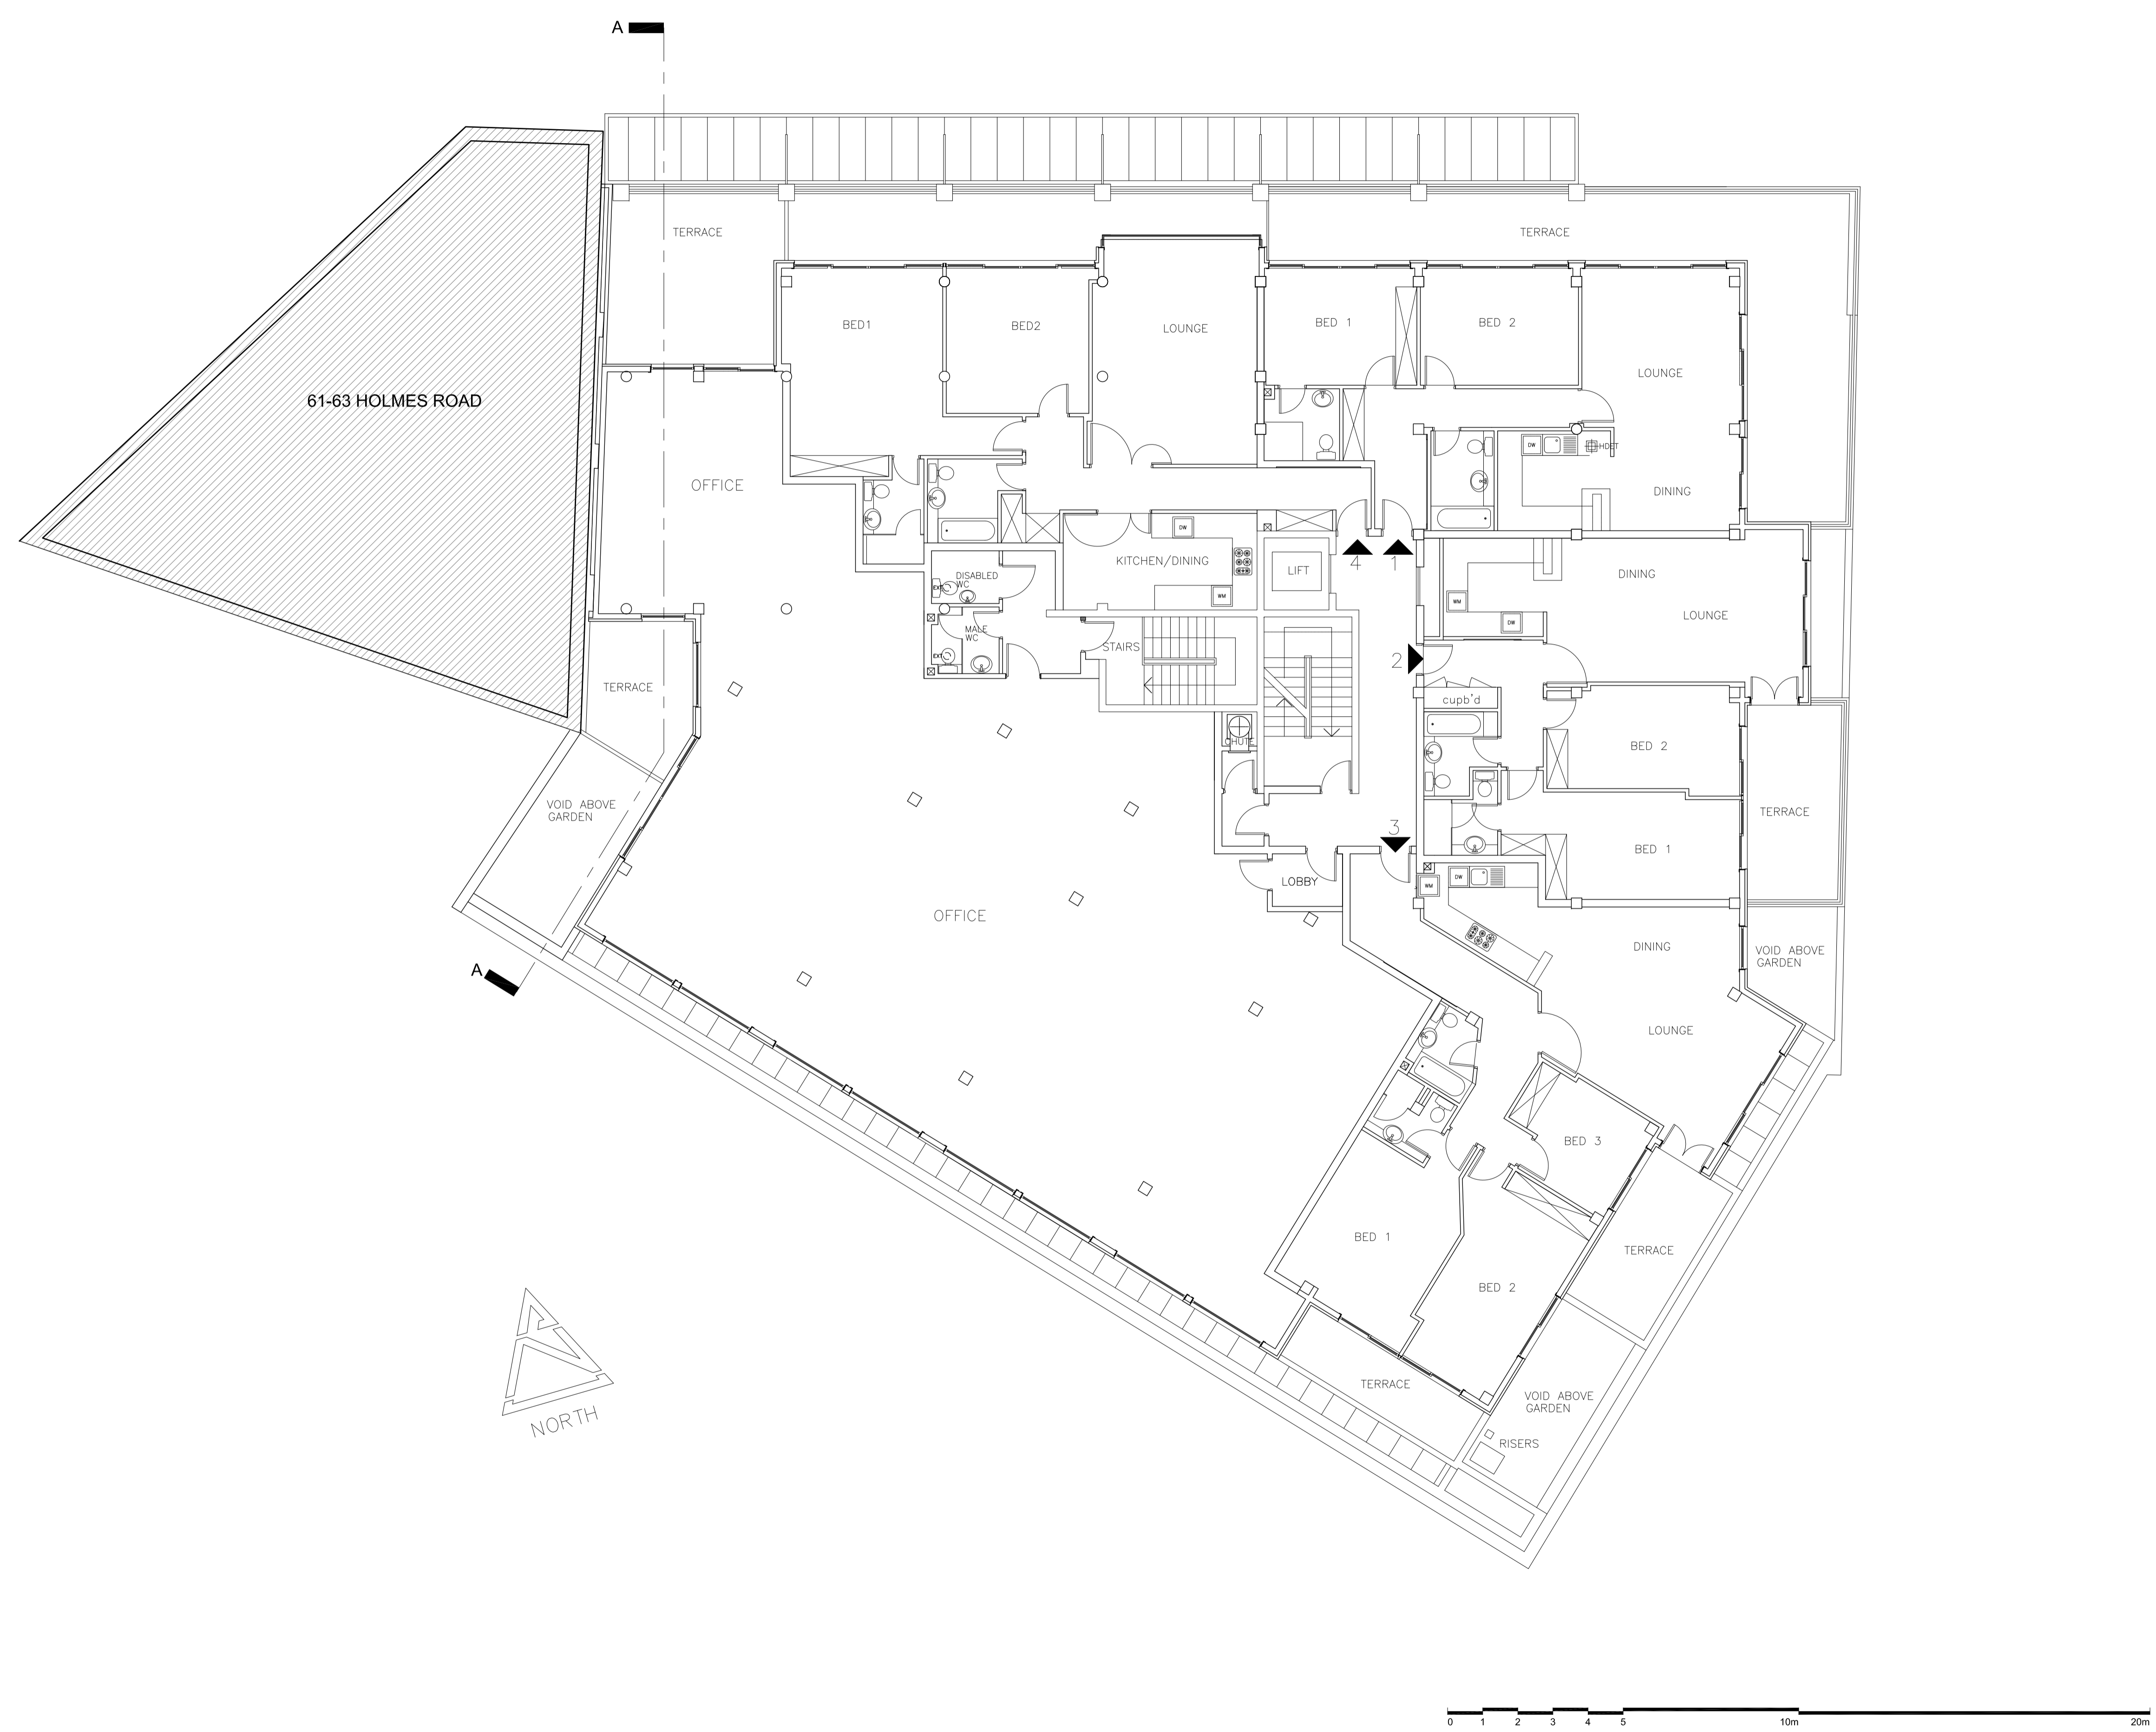 A
TERRACE
TERRACE
BED1
BED2
LOUNGE
BED 1
BED 2
LOUNGE
61-63 HOLMES ROAD
OFFICE
DW
HDET
DINING
DW
KITCHEN/DINING
WM
LIFT
4
1
DISABLED
WC
EXT
MALE
WC
EXT
STAIRS
DINING
WM
DW
LOUNGE
2
cupb'd
TERRACE
BED 2
CHUTE
VOID ABOVE
GARDEN
TERRACE
3
BED 1
LOBBY
WM
DW
OFFICE
DINING
VOID ABOVE
GARDEN
A
LOUNGE
BED 3
BED 1
TERRACE
BED 2
TERRACE
VOID ABOVE
GARDEN
NORTH
RISERS
0 1 2 3 4 5 10m 20m